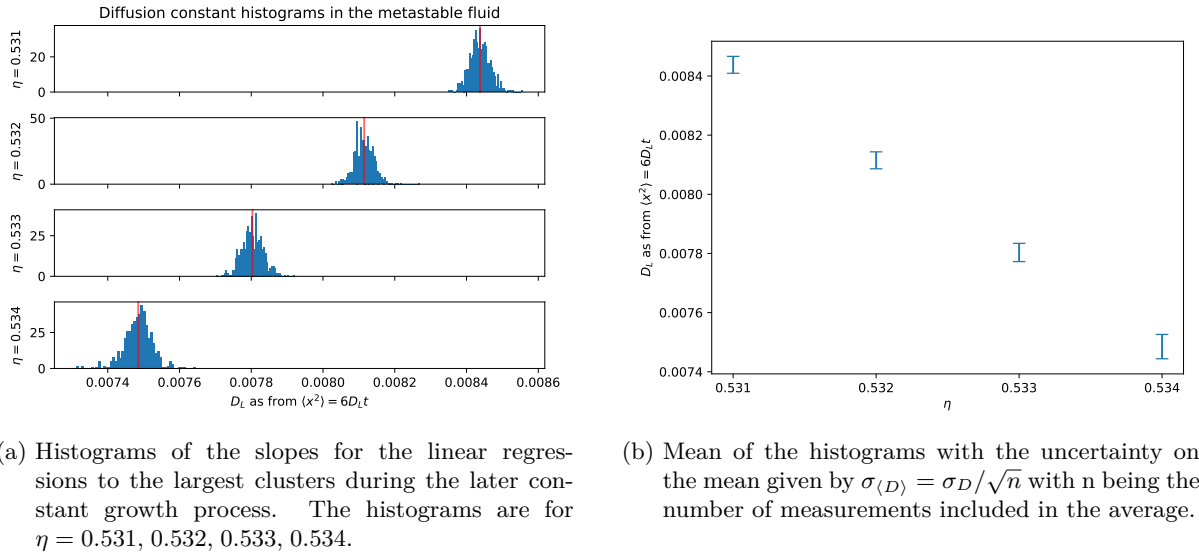 Diffusion constant histograms in the metastable fluid
η = 0.531
20
0
η = 0.532
50
0
η = 0.533
25
0
η = 0.534
25
0
0.0074 0.0076 0.0078 0.0080 0.0082 0.0084 0.0086
D_L as from ⟨x²⟩ = 6D_Lt
D_L as from ⟨x²⟩ = 6D_Lt
0.0084
0.0082
0.0080
0.0078
0.0076
0.0074
0.531 0.532 0.533 0.534
η
(a) Histograms of the slopes for the linear regres-
sions to the largest clusters during the later con-
stant growth process. The histograms are for
η = 0.531, 0.532, 0.533, 0.534.
(b) Mean of the histograms with the uncertainty on
the mean given by σ⟨D⟩ = σ_D/√n with n being the
number of measurements included in the average.